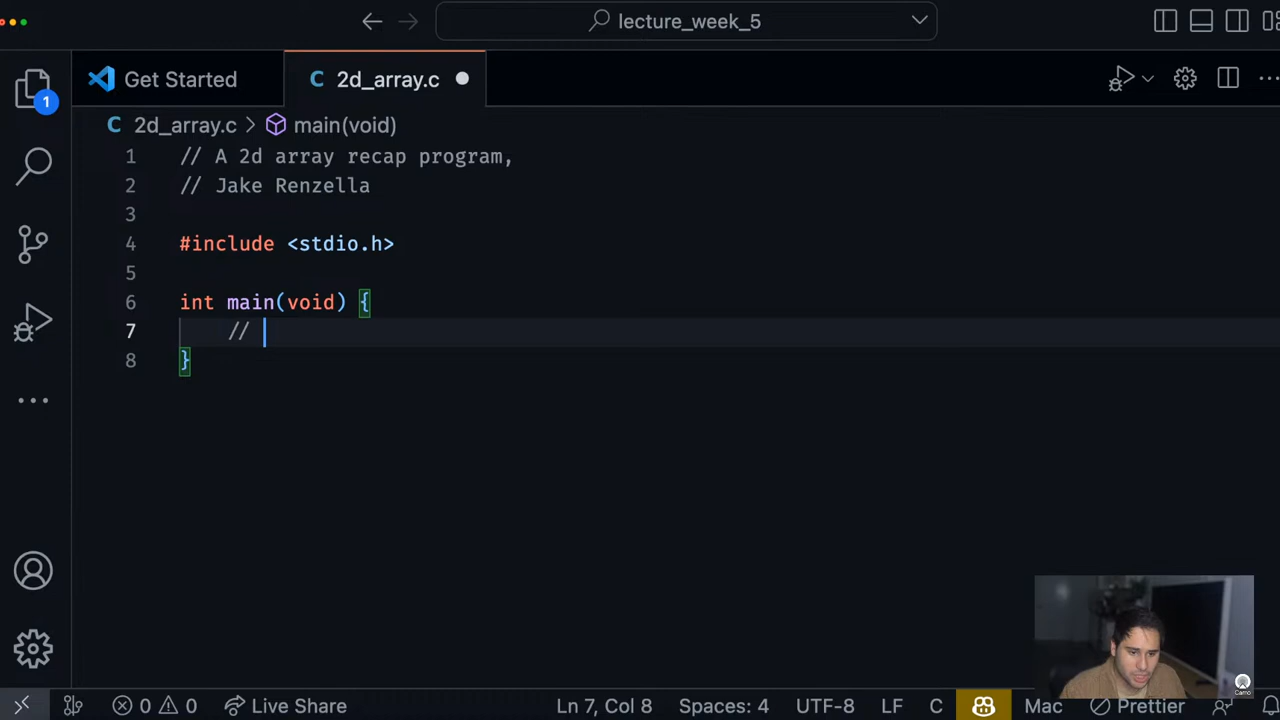 lecture_week_5
Get Started
C 2d_array.c
C 2d_array.c > main(void)
1 // A 2d array recap program,
2 // Jake Renzella
3
4 #include <stdio.h>
5
6 int main(void) {
7 //
8 }
1
0 0 Live Share Ln 7, Col 8 Spaces: 4 UTF-8 LF C Mac Prettier
Camo